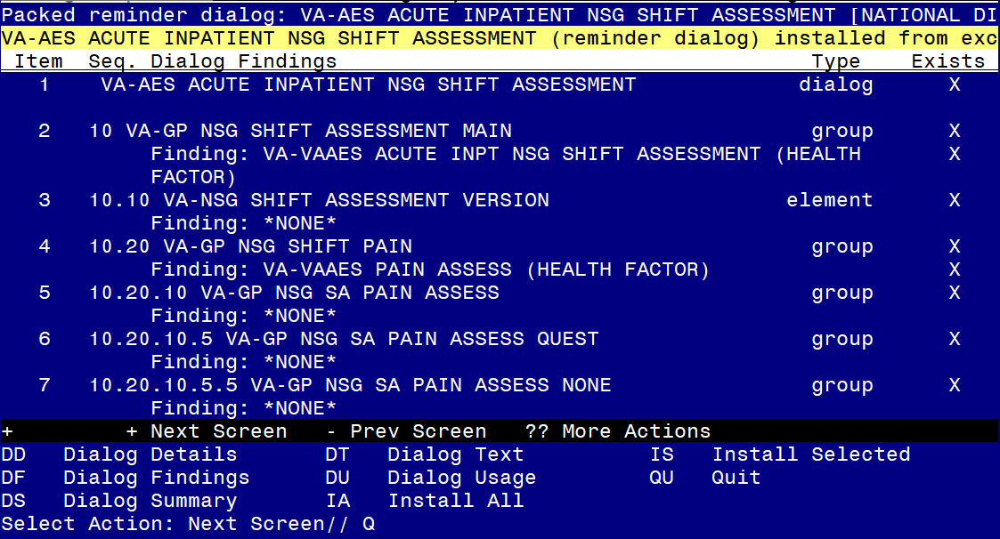 Packed reminder dialog: VA-AES ACUTE INPATIENT NSG SHIFT ASSESSMENT [NATIONAL DI
VA-AES ACUTE INPATIENT NSG SHIFT ASSESSMENT (reminder dialog) installed from exc
Item  Seq. Dialog Findings                                      Type    Exists
1    VA-AES ACUTE INPATIENT NSG SHIFT ASSESSMENT             dialog      X
2   10 VA-GP NSG SHIFT ASSESSMENT MAIN                        group      X
Finding: VA-VAAES ACUTE INPT NSG SHIFT ASSESSMENT (HEALTH       X
FACTOR)
3   10.10 VA-NSG SHIFT ASSESSMENT VERSION                   element      X
Finding: *NONE*
4   10.20 VA-GP NSG SHIFT PAIN                                group      X
Finding: VA-VAAES PAIN ASSESS (HEALTH FACTOR)                   X
5   10.20.10 VA-GP NSG SA PAIN ASSESS                         group      X
Finding: *NONE*
6   10.20.10.5 VA-GP NSG SA PAIN ASSESS QUEST                 group      X
Finding: *NONE*
7   10.20.10.5.5 VA-GP NSG SA PAIN ASSESS NONE                group      X
Finding: *NONE*
+         + Next Screen   - Prev Screen   ?? More Actions
DD   Dialog Details       DT   Dialog Text          IS   Install Selected
DF   Dialog Findings      DU   Dialog Usage         QU   Quit
DS   Dialog Summary       IA   Install All
Select Action: Next Screen// Q